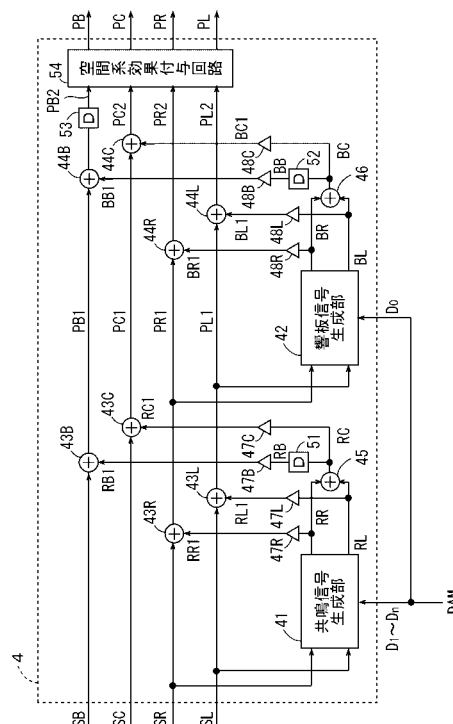 4
PB
PC
PR
PL
54
空間系効果付与回路
PB2
PC2
PR2
PL2
53
D
44B
44C
44R
44L
BB1
BR1
BL1
BC1
48B
48C
48R
48L
BB
D
52
BC
46
BR
BL
42
響板信号
生成部
D0
PB1
PC1
PR1
PL1
43B
43C
43R
43L
RB1
RC1
RR1
RL1
47B
47C
47R
47L
RB
D
51
RC
45
RR
RL
41
共鳴信号
生成部
D1～Dn
SB
SC
SR
SL